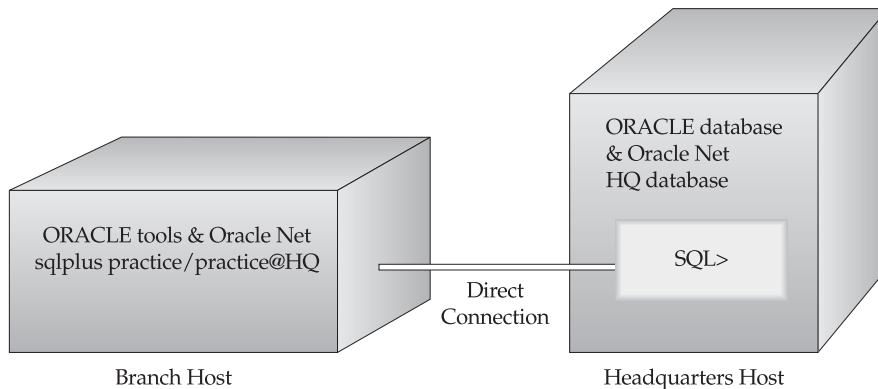 ORACLE tools & Oracle Net
sqlplus practice/practice@HQ
Direct
Connection
ORACLE database
& Oracle Net
HQ database
SQL>
Branch Host
Headquarters Host